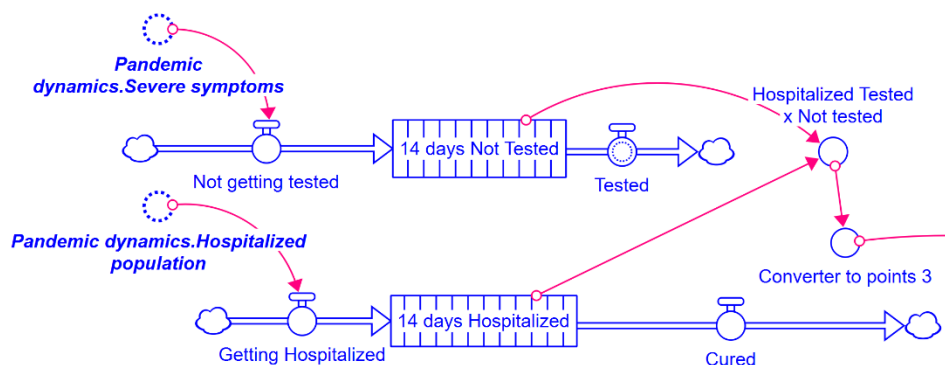 Pandemic
dynamics.Severe symptoms
Hospitalized Tested
x Not tested
14 days Not Tested
Not getting tested
Tested
Pandemic dynamics.Hospitalized
population
Converter to points 3
14 days Hospitalized
Getting Hospitalized
Cured